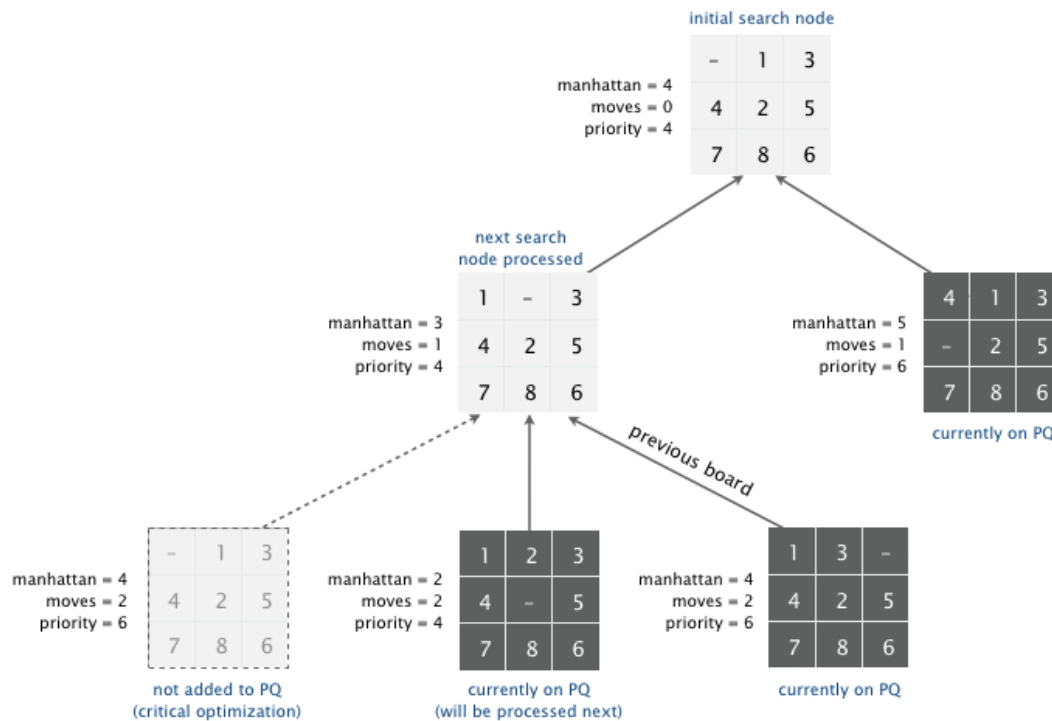 initial search node
- 1 3
4 2 5
7 8 6
manhattan = 4
moves = 0
priority = 4
next search
node processed
1 - 3
4 2 5
7 8 6
manhattan = 3
moves = 1
priority = 4
4 1 3
- 2 5
7 8 6
manhattan = 5
moves = 1
priority = 6
currently on PQ
previous board
- 1 3
4 2 5
7 8 6
manhattan = 4
moves = 2
priority = 6
not added to PQ
(critical optimization)
1 2 3
4 - 5
7 8 6
manhattan = 2
moves = 2
priority = 4
currently on PQ
(will be processed next)
1 3 -
4 2 5
7 8 6
manhattan = 4
moves = 2
priority = 6
currently on PQ